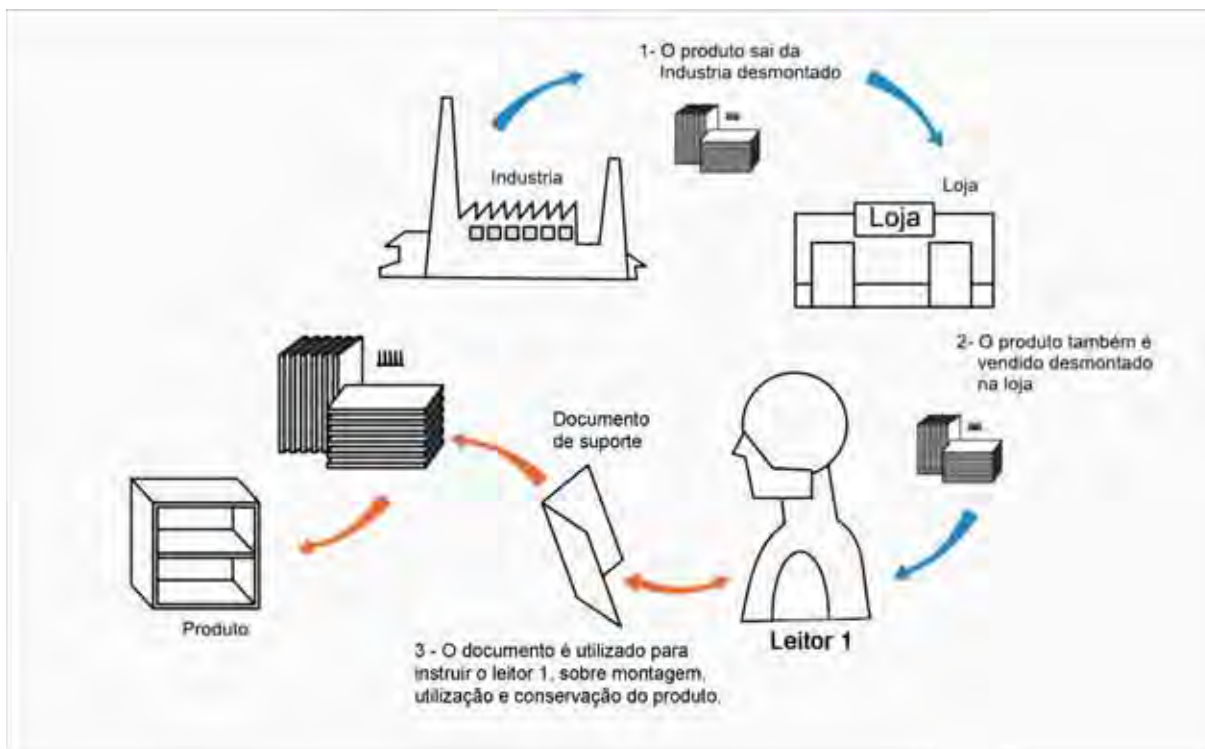 1- O produto sai da
Industria desmontado
Industria
Loja
Loja
2- O produto também é
vendido desmontado
na loja
Documento
de suporte
Leitor 1
Produto
3 - O documento é utilizado para
instruir o leitor 1, sobre montagem,
utilização e conservação do produto.